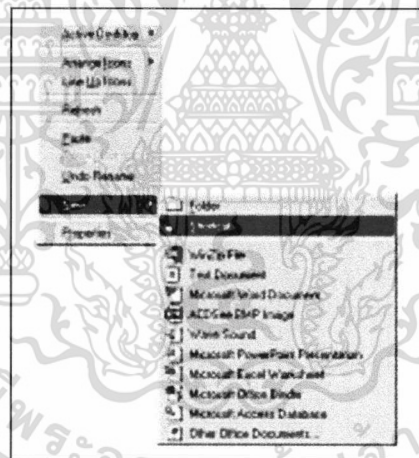 Active Desktop
Arrange Icons
Line Up Icons
Refresh
Paste
Undo Rename
New
Properties
Folder
Shortcut
WinZip File
Text Document
Microsoft Word Document
ACDSee BMP Image
Wave Sound
Microsoft PowerPoint Presentation
Microsoft Excel Worksheet
Microsoft Office Binder
Microsoft Access Database
Other Office Documents...